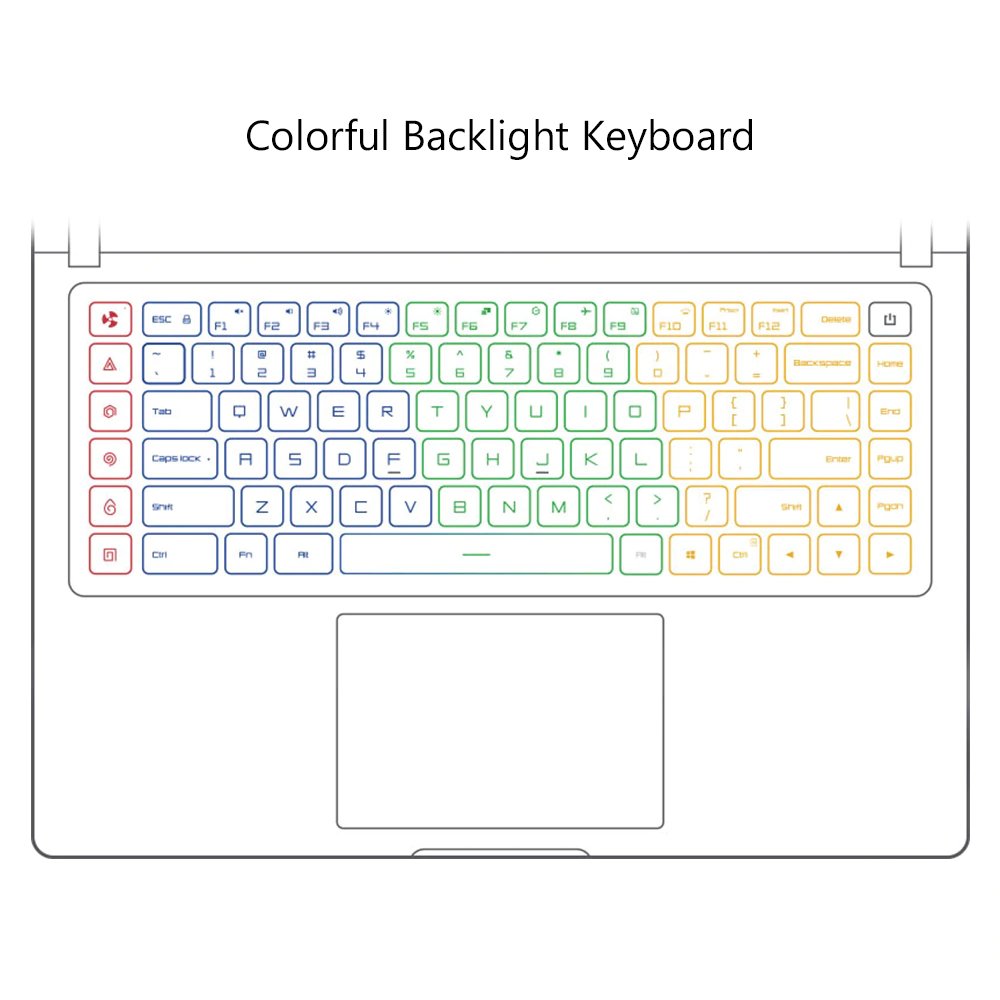 Colorful Backlight Keyboard
ESC F1 F2 F3 F4 F5 F6 F7 F8 F9 F10 F11 PrtScn F12 Insert Delete
~ ` ! 1 @ 2 # 3 $ 4 % 5 ^ 6 & 7 * 8 ( 9 ) 0 - + = Backspace Home
Tab Q W E R T Y U I O P { [ } ] | \ End
Caps lock A S D F G H J K L : ; " ' Enter Pgup
Shift Z X C V B N M < , > . ? / Shift Pgdn
Ctrl Fn Alt Alt Ctrl